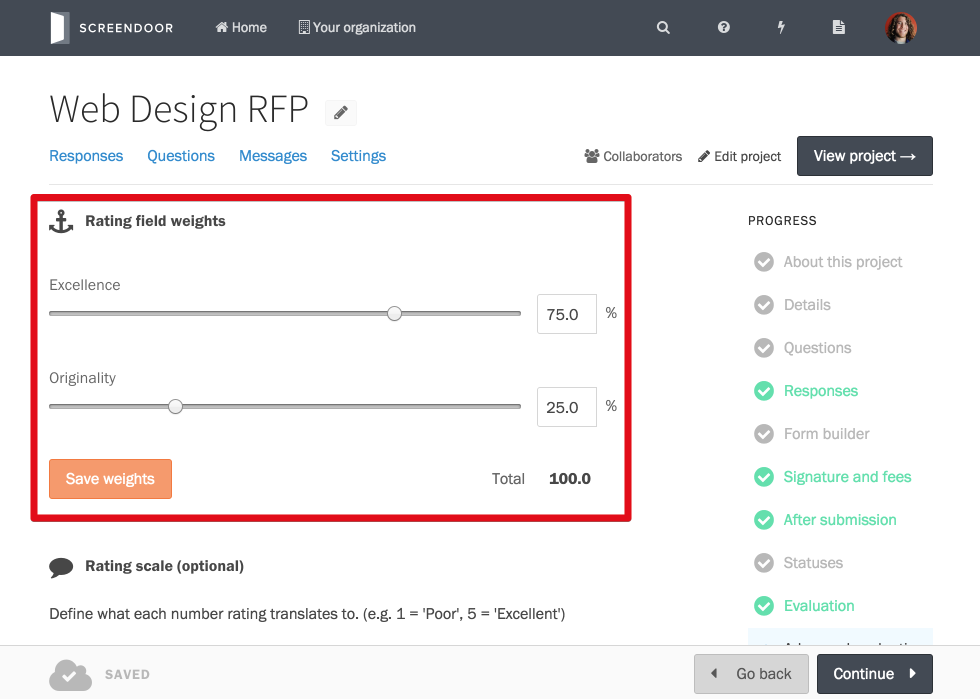 SCREENDOOR Home Your organization
Web Design RFP
Responses Questions Messages Settings Collaborators Edit project View project →
Rating field weights
PROGRESS
About this project
Excellence
75.0 %
Details
Questions
Originality
Responses
25.0 %
Form builder
Save weights Total 100.0
Signature and fees
After submission
Rating scale (optional)
Statuses
Define what each number rating translates to. (e.g. 1 = 'Poor', 5 = 'Excellent')
Evaluation
SAVED Go back Continue